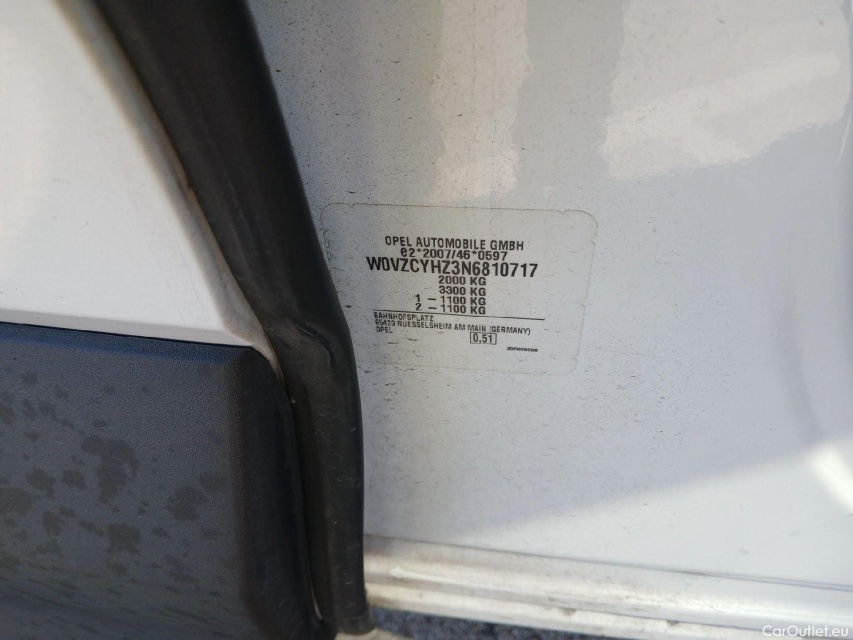 OPEL AUTOMOBILE GMBH
e2*2007/46*0597
W0VZCYHZ3N6810717
2000 KG
3300 KG
1 – 1100 KG
2 – 1100 KG
BAHNHOFSPLATZ
65423 RUESSELSHEIM AM MAIN (GERMANY)
OPEL 0.51
CarOutlet.eu